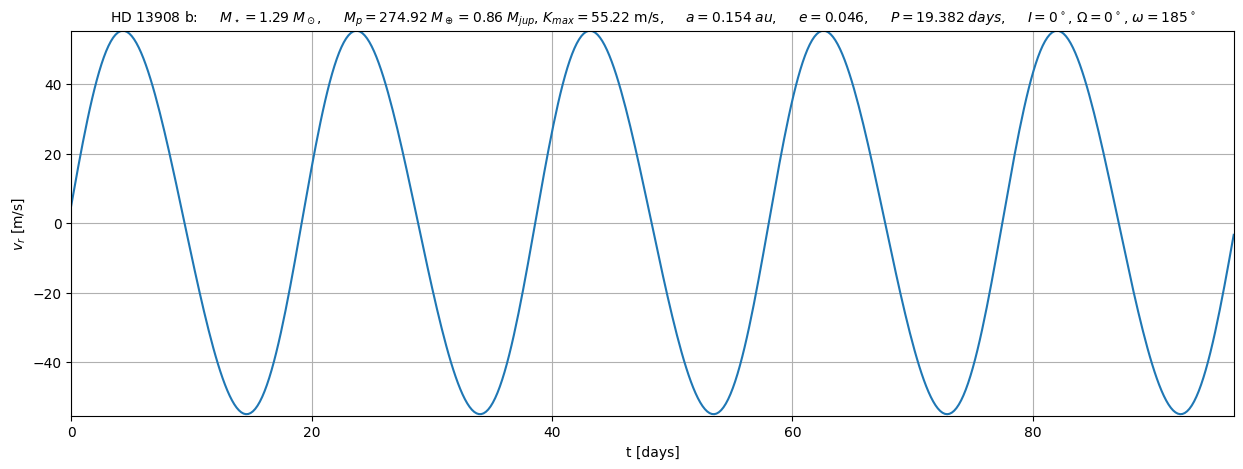 HD 13908 b: M⋆ = 1.29 M⊙, Mp = 274.92 M⊕ = 0.86 Mjup, Kmax = 55.22 m/s, a = 0.154 au, e = 0.046, P = 19.382 days, I = 0°, Ω = 0°, ω = 185°
40
20
0
−20
−40
vr [m/s]
0 20 40 60 80
t [days]